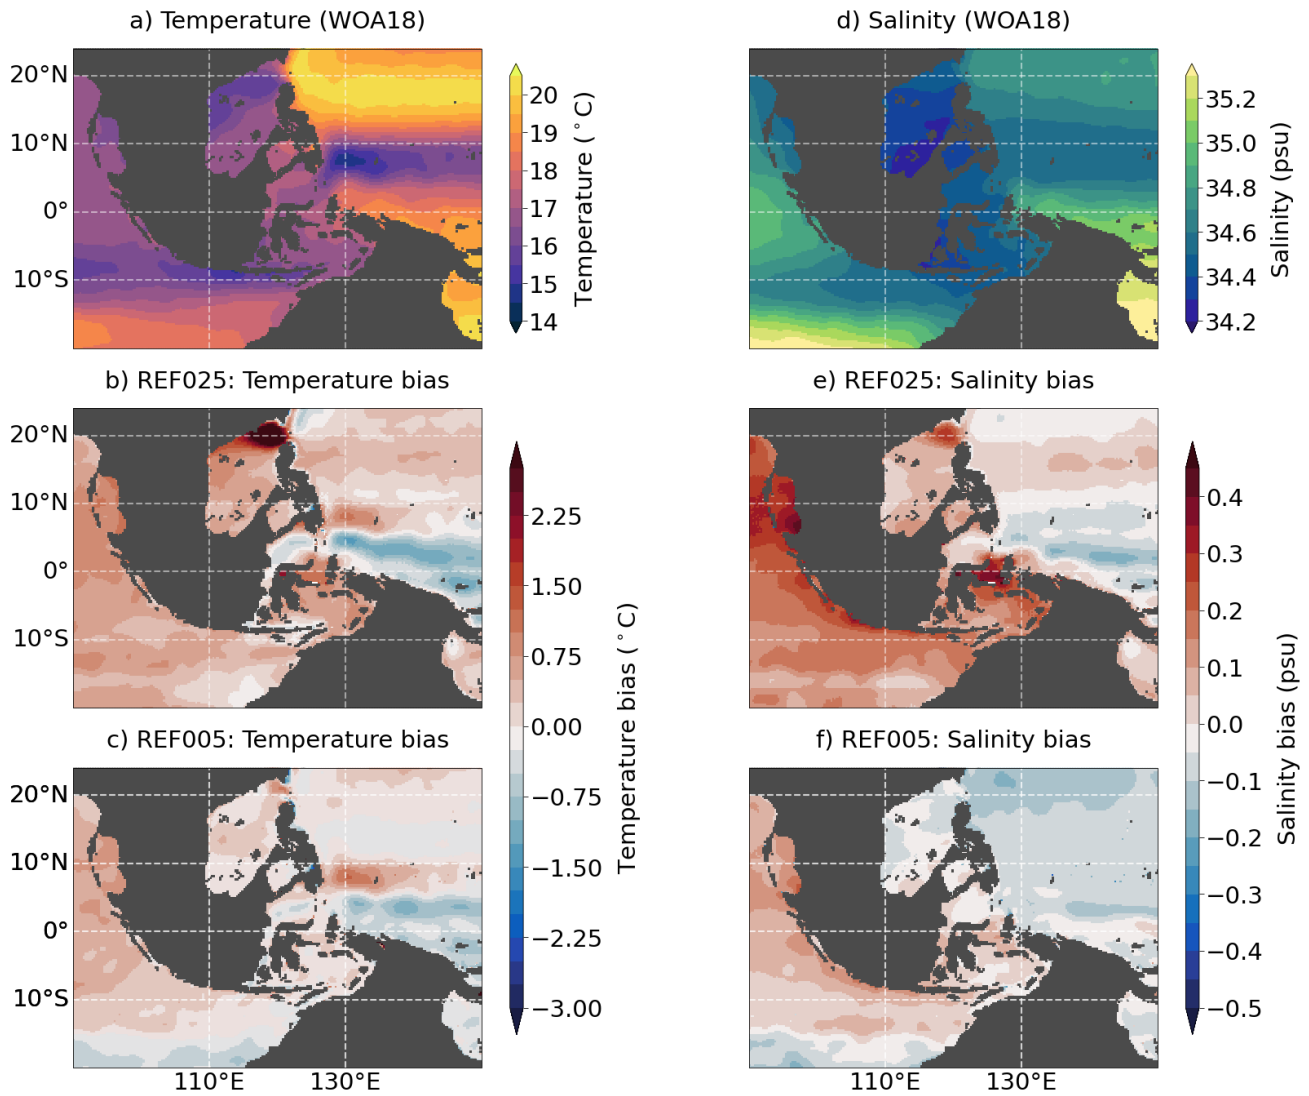 a) Temperature (WOA18)
20°N
10°N
0°
10°S
20
19
18
17
16
15
14
Temperature (°C)
d) Salinity (WOA18)
35.2
35.0
34.8
34.6
34.4
34.2
Salinity (psu)
b) REF025: Temperature bias
20°N
10°N
0°
10°S
e) REF025: Salinity bias
c) REF005: Temperature bias
20°N
10°N
0°
10°S
110°E
130°E
2.25
1.50
0.75
0.00
−0.75
−1.50
−2.25
−3.00
Temperature bias (°C)
f) REF005: Salinity bias
110°E
130°E
0.4
0.3
0.2
0.1
0.0
−0.1
−0.2
−0.3
−0.4
−0.5
Salinity bias (psu)